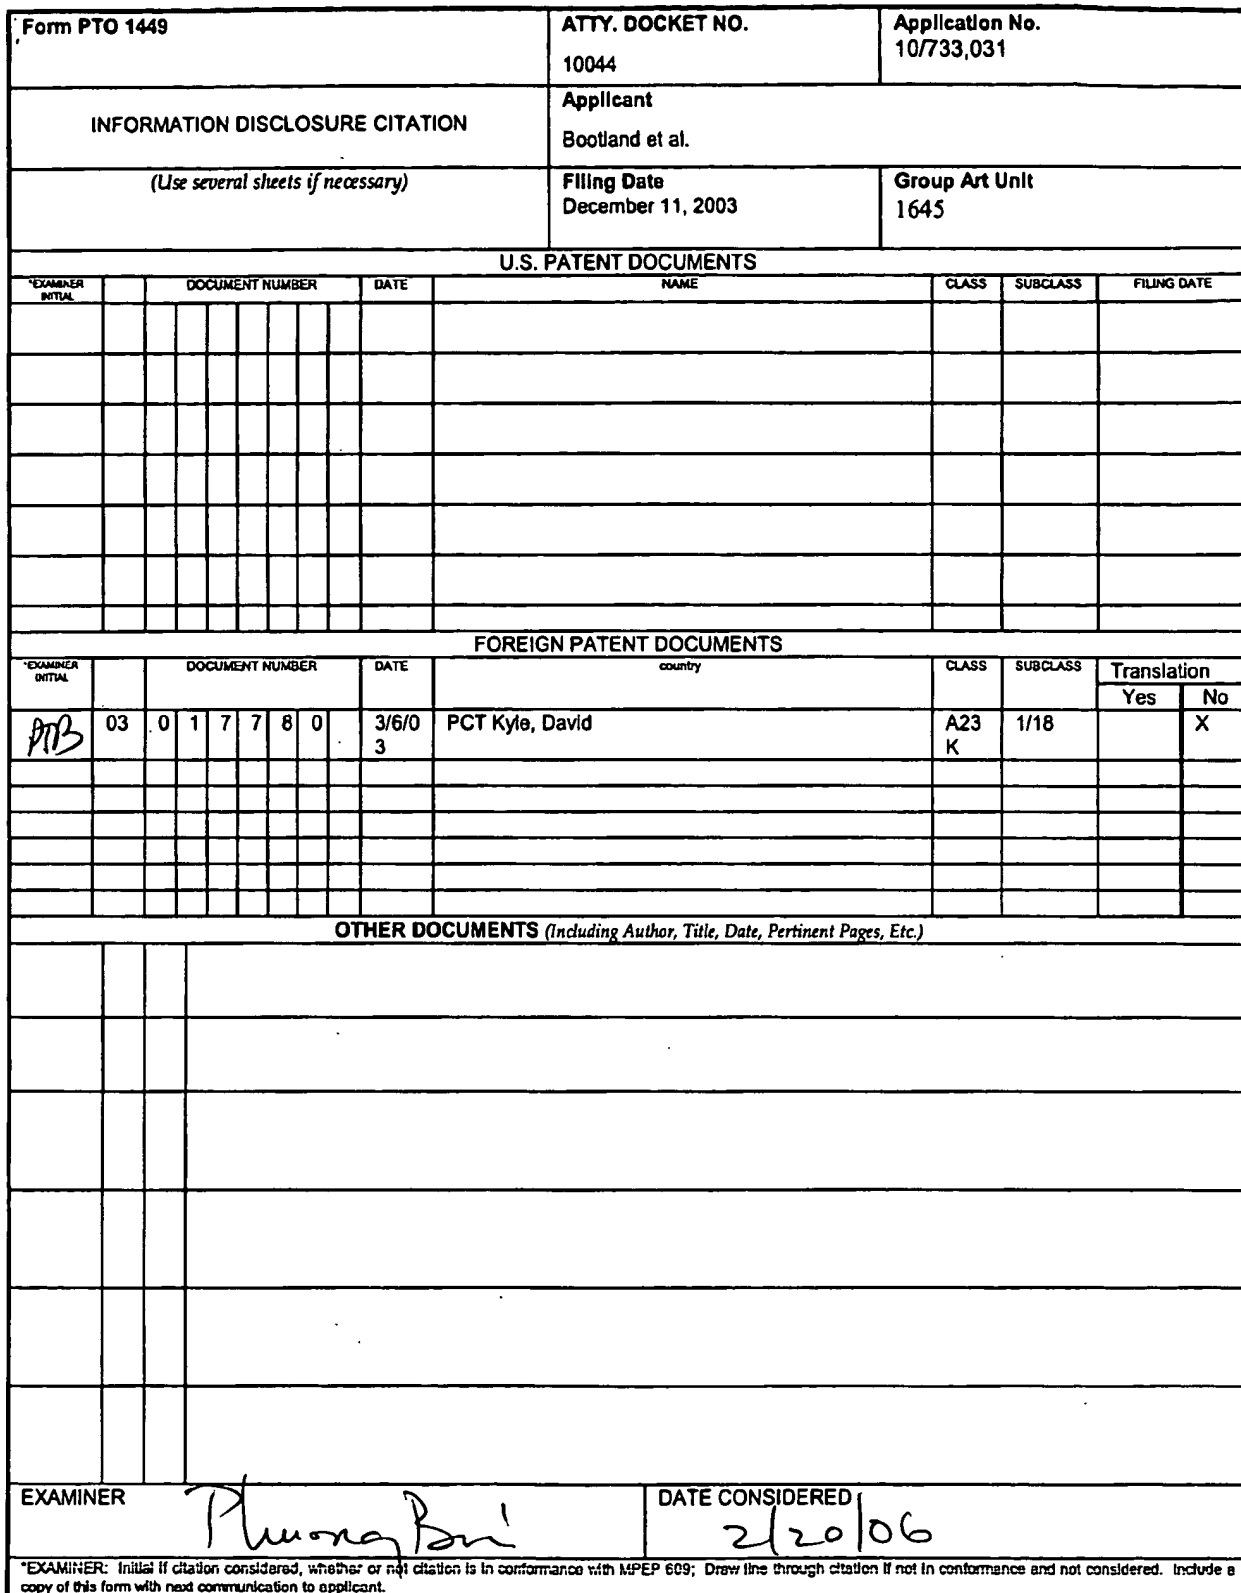 Form PTO 1449
ATTY. DOCKET NO.
10044
Application No.
10/733,031
INFORMATION DISCLOSURE CITATION
Applicant
Bootland et al.
(Use several sheets if necessary)
Filing Date
December 11, 2003
Group Art Unit
1645
U.S. PATENT DOCUMENTS
*EXAMINER INITIAL DOCUMENT NUMBER DATE NAME CLASS SUBCLASS FILING DATE
FOREIGN PATENT DOCUMENTS
*EXAMINER INITIAL DOCUMENT NUMBER DATE country CLASS SUBCLASS Translation
Yes No
PTB 03 0 1 7 7 8 0 3/6/0 PCT Kyle, David A23 1/18 X
3 K
OTHER DOCUMENTS (Including Author, Title, Date, Pertinent Pages, Etc.)
EXAMINER Phuong Bui DATE CONSIDERED 2/20/06
*EXAMINER: Initial if citation considered, whether or not citation is in conformance with MPEP 609; Draw line through citation if not in conformance and not considered. Include a
copy of this form with next communication to applicant.